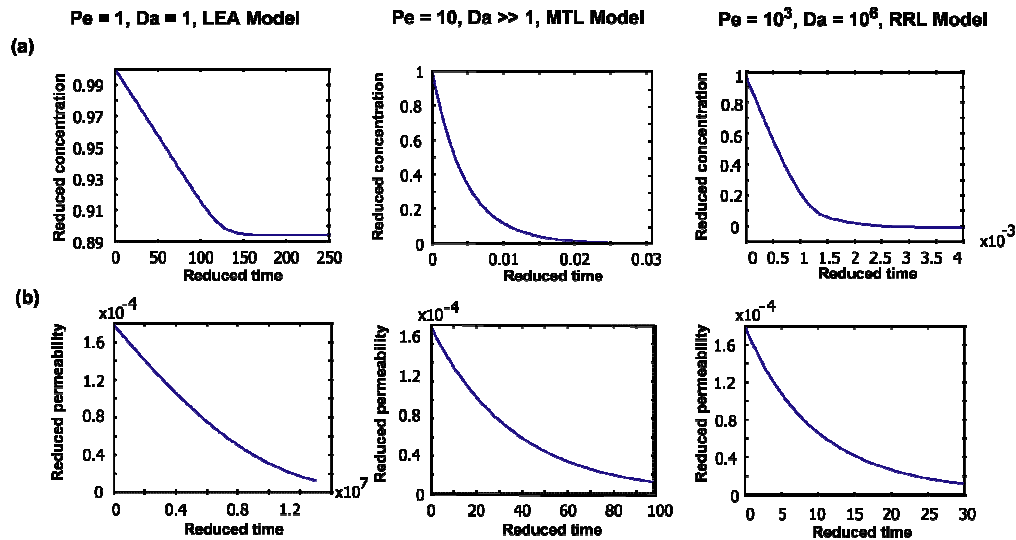 Pe = 1, Da = 1, LEA Model
Pe = 10, Da >> 1, MTL Model
Pe = 10³, Da = 10⁶, RRL Model
(a)
Reduced concentration
0.99
0.97
0.95
0.93
0.91
0.89
0 50 100 150 200 250
Reduced time
Reduced concentration
1
0.8
0.6
0.4
0.2
0
0 0.01 0.02 0.03
Reduced time
Reduced concentration
1
0.8
0.6
0.4
0.2
0
0 0.5 1 1.5 2 2.5 3 3.5 4
x10⁻³
Reduced time
(b)
x10⁻⁴
Reduced permeability
1.6
1.2
0.8
0.4
0
0 0.4 0.8 1.2
x10⁷
Reduced time
x10⁻⁴
Reduced permeability
1.6
1.2
0.8
0.4
0
0 20 40 60 80 100
Reduced time
x10⁻⁴
Reduced permeability
1.6
1.2
0.8
0.4
0
0 5 10 15 20 25 30
Reduced time